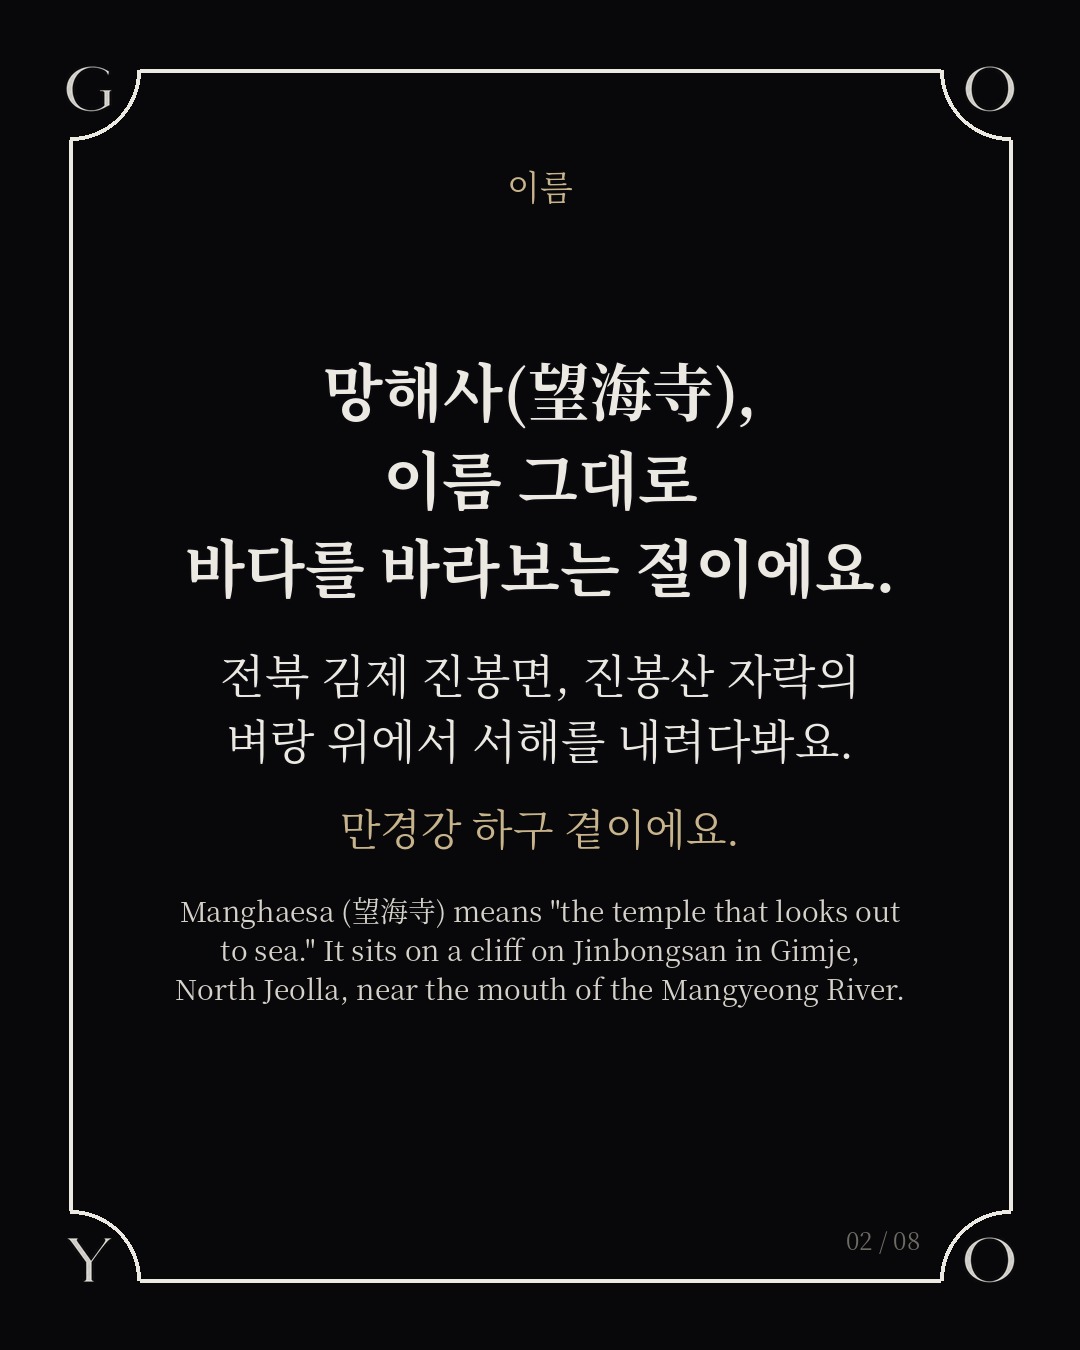 G O
이름
망해사(望海寺),
이름 그대로
바다를 바라보는 절이에요.
전북 김제 진봉면, 진봉산 자락의
벼랑 위에서 서해를 내려다봐요.
만경강 하구 곁이에요.
Manghaesa (望海寺) means "the temple that looks out
to sea." It sits on a cliff on Jinbongsan in Gimje,
North Jeolla, near the mouth of the Mangyeong River.
02 / 08
Y O